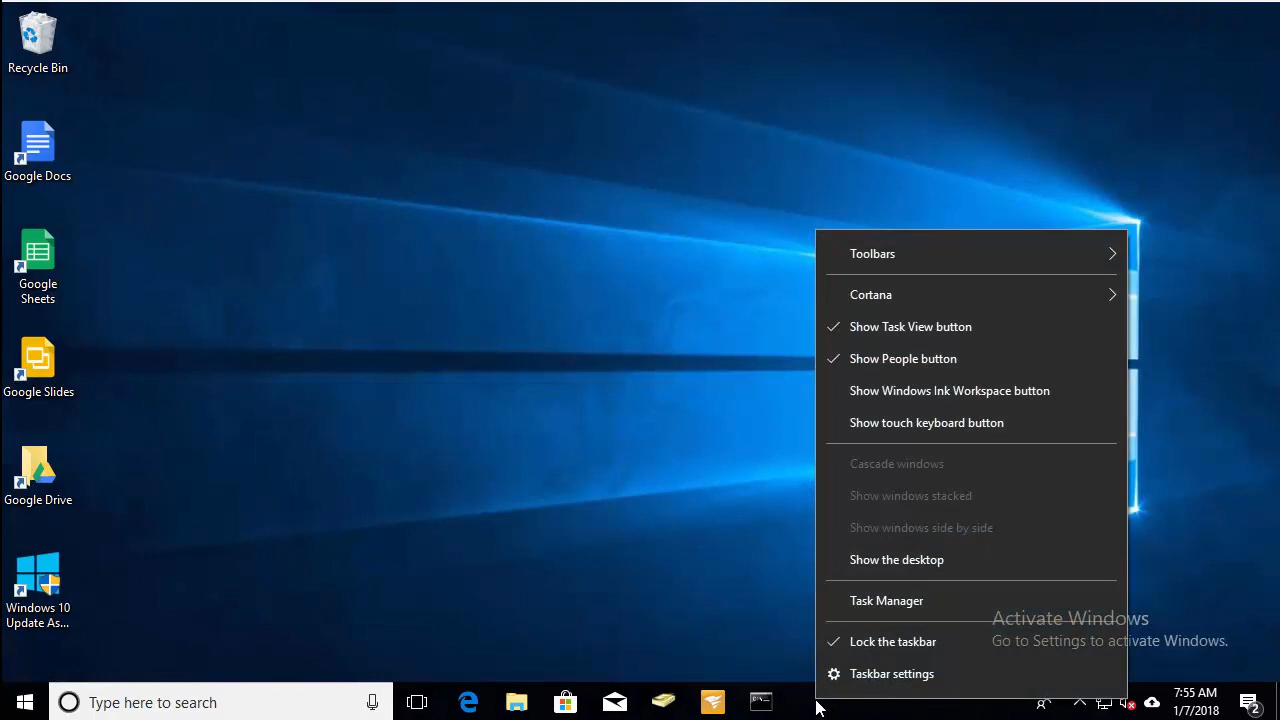 Recycle Bin
Google Docs
Google
Sheets
Google Slides
Google Drive
Windows 10
Update As...
Toolbars
Cortana
Show Task View button
Show People button
Show Windows Ink Workspace button
Show touch keyboard button
Cascade windows
Show windows stacked
Show windows side by side
Show the desktop
Task Manager
Lock the taskbar
Taskbar settings
Activate Windows
Go to Settings to activate Windows.
Type here to search
7:55 AM
1/7/2018
2